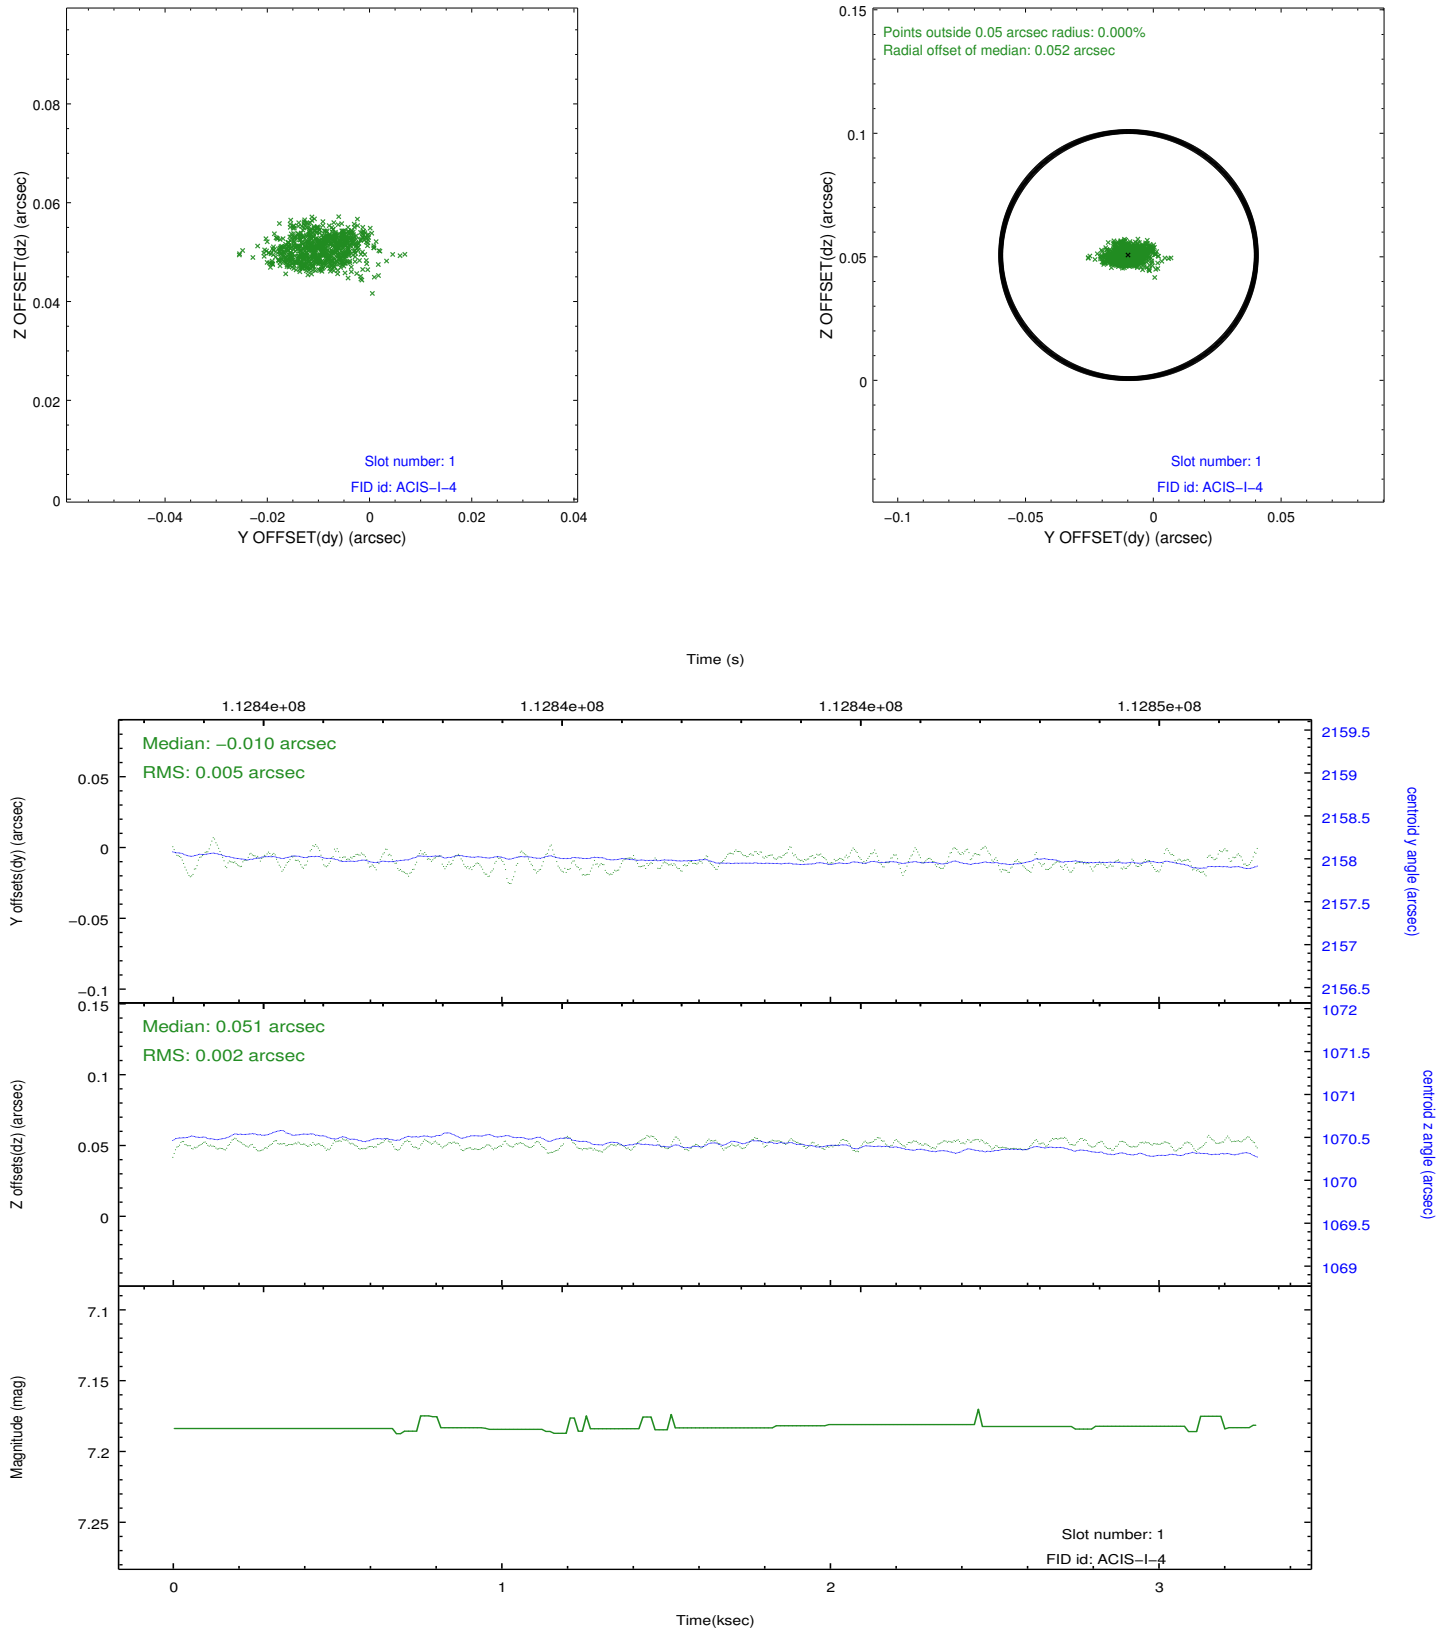 0.08
0.06
0.04
0.02
0
Z OFFSET(dz) (arcsec)
Slot number: 1
FID id: ACIS−I−4
−0.04
−0.02
0
0.02
0.04
Y OFFSET(dy) (arcsec)
0.15
0.1
0.05
0
Z OFFSET(dz) (arcsec)
Points outside 0.05 arcsec radius: 0.000%
Radial offset of median: 0.052 arcsec
Slot number: 1
FID id: ACIS−I−4
−0.1
−0.05
0
0.05
Y OFFSET(dy) (arcsec)
Time (s)
1.1284e+08
1.1284e+08
1.1284e+08
1.1285e+08
Median: −0.010 arcsec
RMS: 0.005 arcsec
0.05
0
−0.05
−0.1
Y offsets(dy) (arcsec)
2159.5
2159
2158.5
2158
2157.5
2157
2156.5
centroid y angle (arcsec)
Median: 0.051 arcsec
RMS: 0.002 arcsec
0.15
0.1
0.05
0
Z offsets(dz) (arcsec)
1072
1071.5
1071
1070.5
1070
1069.5
1069
centroid z angle (arcsec)
7.1
7.15
7.2
7.25
Magnitude (mag)
Slot number: 1
FID id: ACIS−I−4
0
1
2
3
Time(ksec)